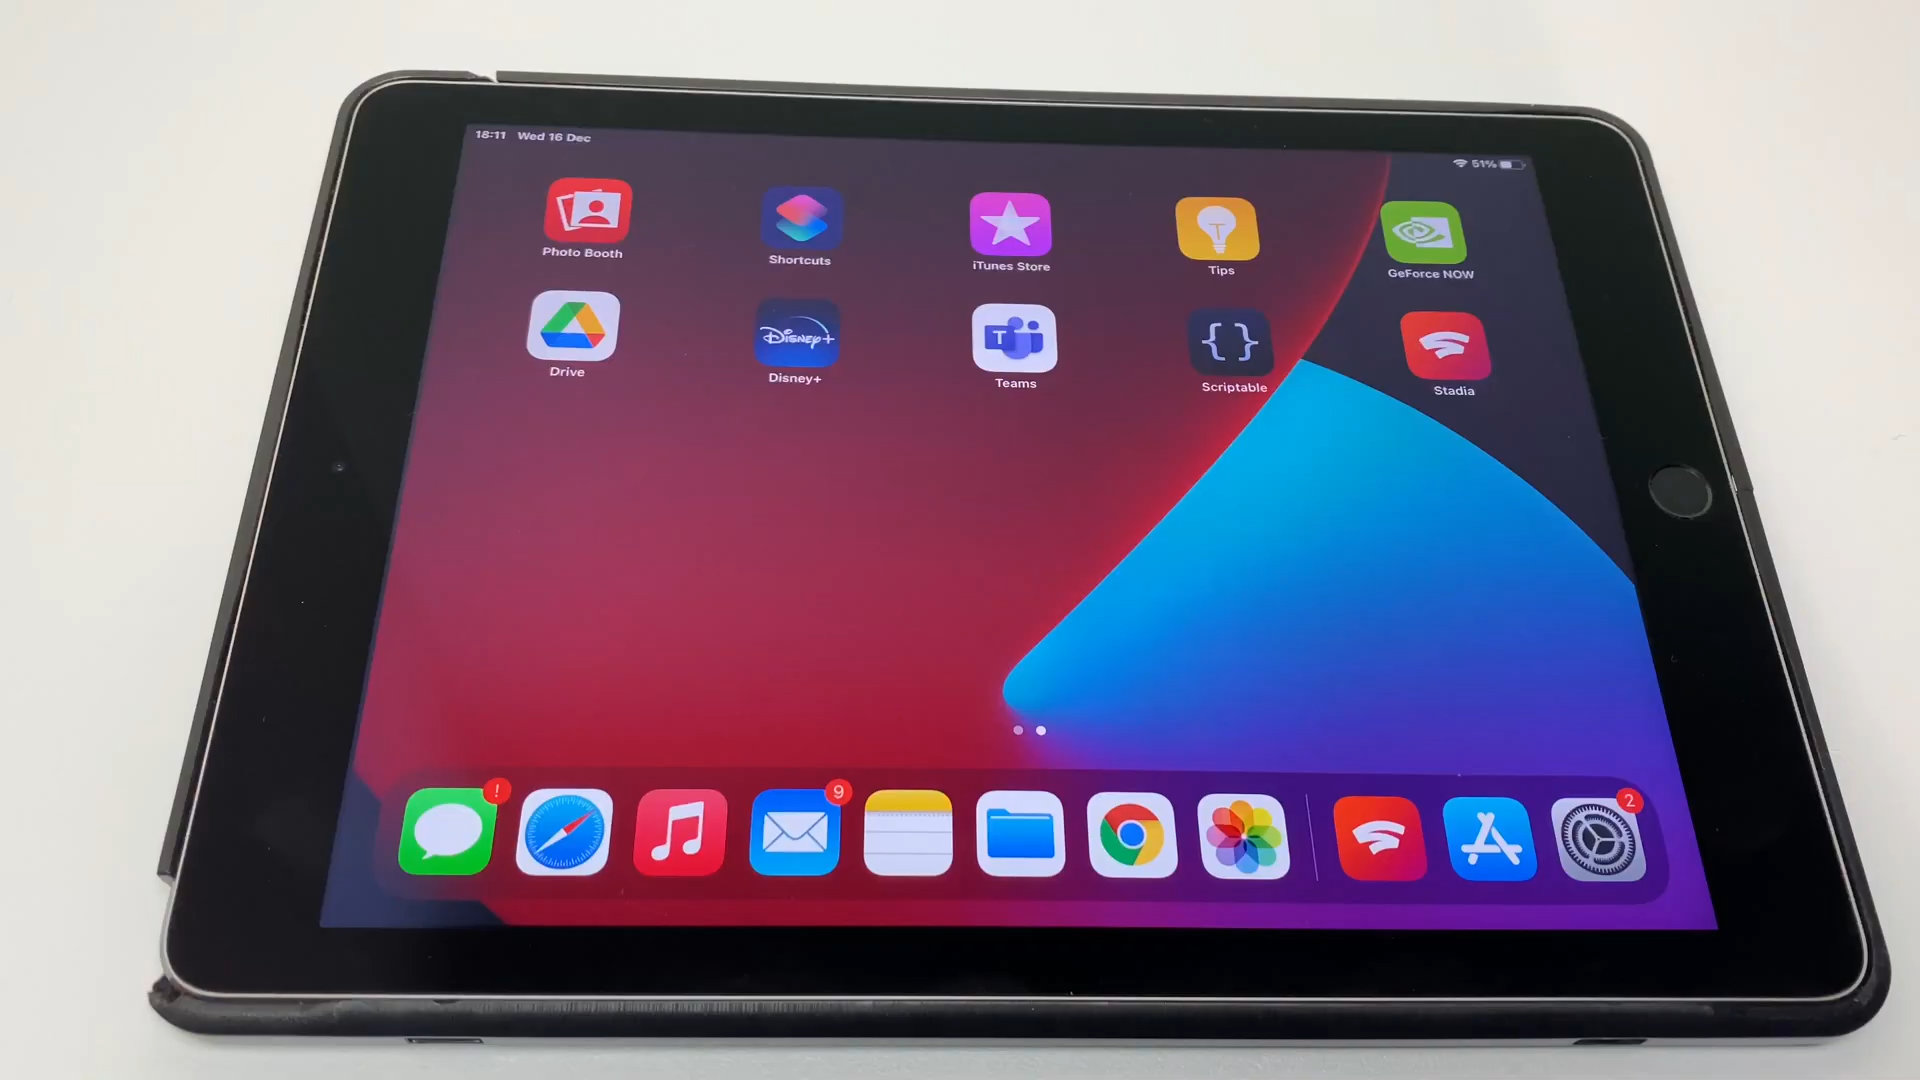 18:11 Wed 16 Dec
51%
Photo Booth
Shortcuts
iTunes Store
T
Tips
GeForce NOW
Drive
Disney+
Disney+
T
Teams
{}
Scriptable
Stadia
!
9
2